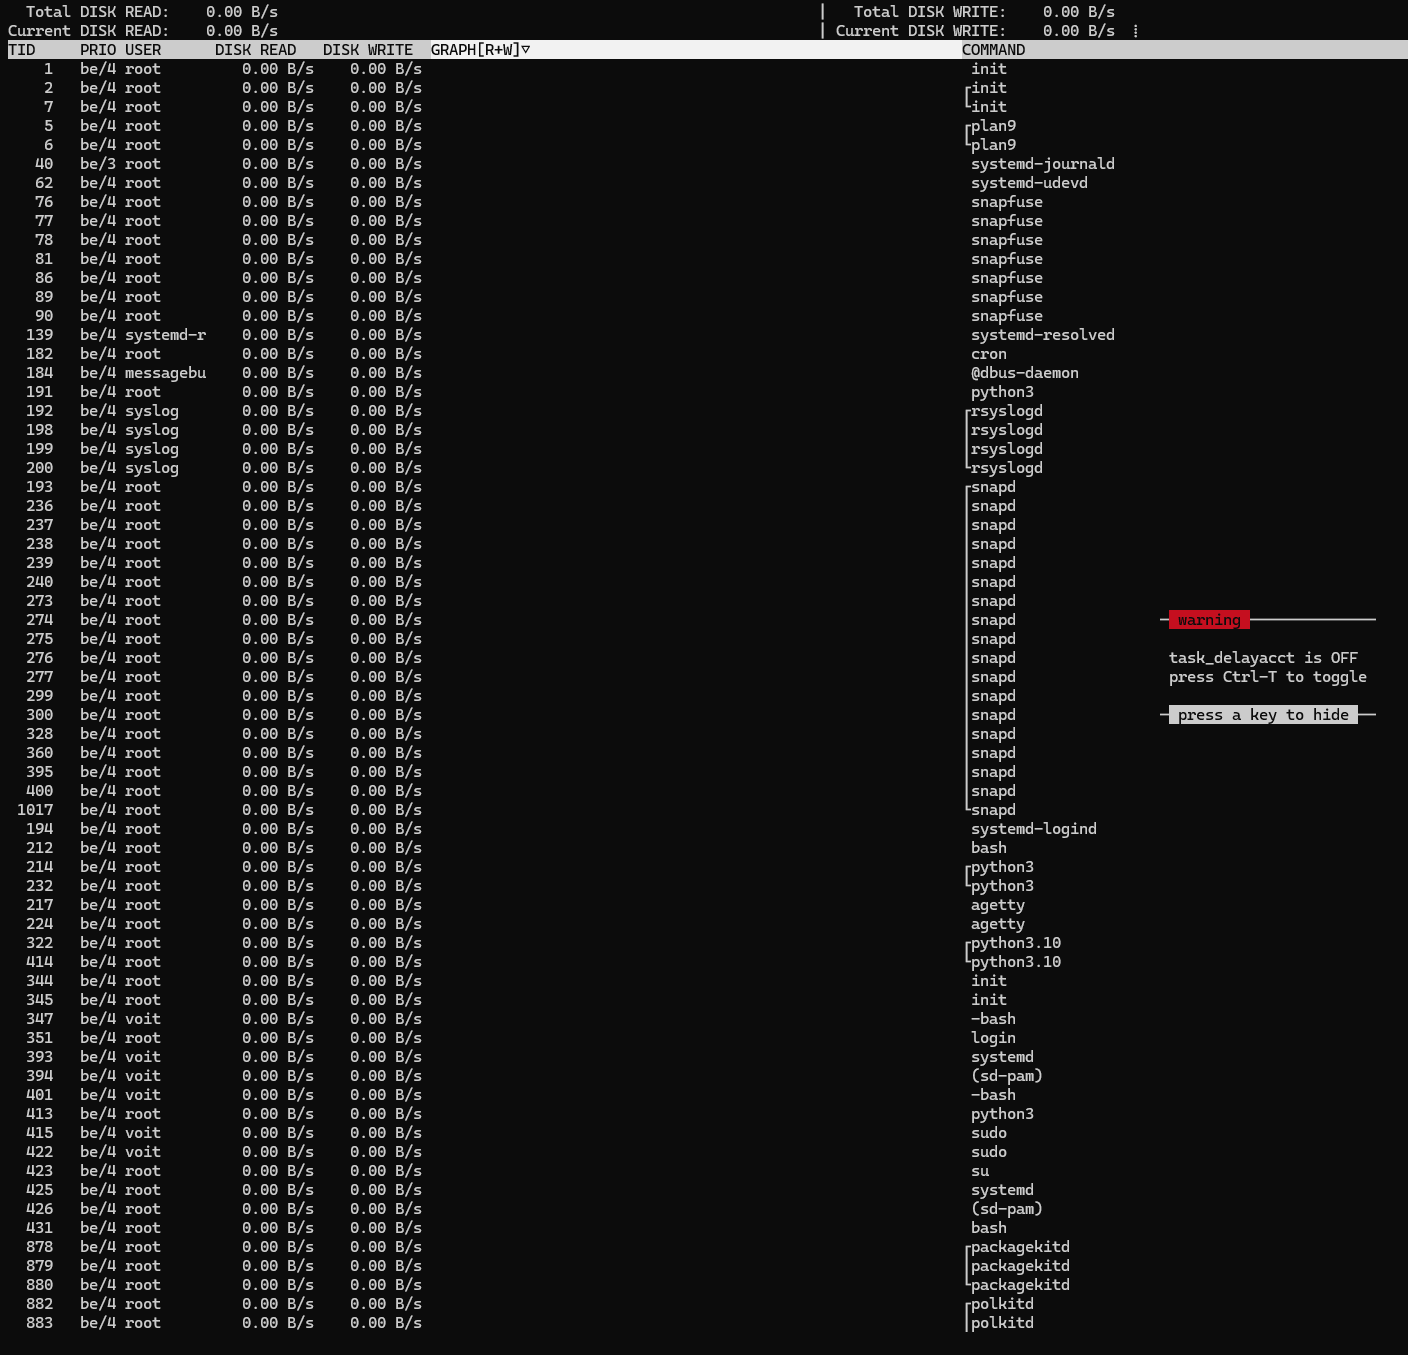 Total DISK READ: 0.00 B/s | Total DISK WRITE: 0.00 B/s
Current DISK READ: 0.00 B/s | Current DISK WRITE: 0.00 B/s
TID PRIO USER DISK READ DISK WRITE GRAPH[R+W]▽ COMMAND
1 be/4 root 0.00 B/s 0.00 B/s init
2 be/4 root 0.00 B/s 0.00 B/s ┌init
7 be/4 root 0.00 B/s 0.00 B/s └init
5 be/4 root 0.00 B/s 0.00 B/s ┌plan9
6 be/4 root 0.00 B/s 0.00 B/s └plan9
40 be/3 root 0.00 B/s 0.00 B/s systemd-journald
62 be/4 root 0.00 B/s 0.00 B/s systemd-udevd
76 be/4 root 0.00 B/s 0.00 B/s snapfuse
77 be/4 root 0.00 B/s 0.00 B/s snapfuse
78 be/4 root 0.00 B/s 0.00 B/s snapfuse
81 be/4 root 0.00 B/s 0.00 B/s snapfuse
86 be/4 root 0.00 B/s 0.00 B/s snapfuse
89 be/4 root 0.00 B/s 0.00 B/s snapfuse
90 be/4 root 0.00 B/s 0.00 B/s snapfuse
139 be/4 systemd-r 0.00 B/s 0.00 B/s systemd-resolved
182 be/4 root 0.00 B/s 0.00 B/s cron
184 be/4 messagebu 0.00 B/s 0.00 B/s @dbus-daemon
191 be/4 root 0.00 B/s 0.00 B/s python3
192 be/4 syslog 0.00 B/s 0.00 B/s ┌rsyslogd
198 be/4 syslog 0.00 B/s 0.00 B/s │rsyslogd
199 be/4 syslog 0.00 B/s 0.00 B/s │rsyslogd
200 be/4 syslog 0.00 B/s 0.00 B/s └rsyslogd
193 be/4 root 0.00 B/s 0.00 B/s ┌snapd
236 be/4 root 0.00 B/s 0.00 B/s │snapd
237 be/4 root 0.00 B/s 0.00 B/s │snapd
238 be/4 root 0.00 B/s 0.00 B/s │snapd
239 be/4 root 0.00 B/s 0.00 B/s │snapd
240 be/4 root 0.00 B/s 0.00 B/s │snapd
273 be/4 root 0.00 B/s 0.00 B/s │snapd
274 be/4 root 0.00 B/s 0.00 B/s │snapd
275 be/4 root 0.00 B/s 0.00 B/s │snapd
276 be/4 root 0.00 B/s 0.00 B/s │snapd
277 be/4 root 0.00 B/s 0.00 B/s │snapd
299 be/4 root 0.00 B/s 0.00 B/s │snapd
300 be/4 root 0.00 B/s 0.00 B/s │snapd
328 be/4 root 0.00 B/s 0.00 B/s │snapd
360 be/4 root 0.00 B/s 0.00 B/s │snapd
395 be/4 root 0.00 B/s 0.00 B/s │snapd
400 be/4 root 0.00 B/s 0.00 B/s │snapd
1017 be/4 root 0.00 B/s 0.00 B/s └snapd
194 be/4 root 0.00 B/s 0.00 B/s systemd-logind
212 be/4 root 0.00 B/s 0.00 B/s bash
214 be/4 root 0.00 B/s 0.00 B/s ┌python3
232 be/4 root 0.00 B/s 0.00 B/s └python3
217 be/4 root 0.00 B/s 0.00 B/s agetty
224 be/4 root 0.00 B/s 0.00 B/s agetty
322 be/4 root 0.00 B/s 0.00 B/s ┌python3.10
414 be/4 root 0.00 B/s 0.00 B/s └python3.10
344 be/4 root 0.00 B/s 0.00 B/s init
345 be/4 root 0.00 B/s 0.00 B/s init
347 be/4 voit 0.00 B/s 0.00 B/s -bash
351 be/4 root 0.00 B/s 0.00 B/s login
393 be/4 voit 0.00 B/s 0.00 B/s systemd
394 be/4 voit 0.00 B/s 0.00 B/s (sd-pam)
401 be/4 voit 0.00 B/s 0.00 B/s -bash
413 be/4 root 0.00 B/s 0.00 B/s python3
415 be/4 voit 0.00 B/s 0.00 B/s sudo
422 be/4 voit 0.00 B/s 0.00 B/s sudo
423 be/4 root 0.00 B/s 0.00 B/s su
425 be/4 root 0.00 B/s 0.00 B/s systemd
426 be/4 root 0.00 B/s 0.00 B/s (sd-pam)
431 be/4 root 0.00 B/s 0.00 B/s bash
878 be/4 root 0.00 B/s 0.00 B/s ┌packagekitd
879 be/4 root 0.00 B/s 0.00 B/s │packagekitd
880 be/4 root 0.00 B/s 0.00 B/s └packagekitd
882 be/4 root 0.00 B/s 0.00 B/s ┌polkitd
883 be/4 root 0.00 B/s 0.00 B/s │polkitd
warning
task_delayacct is OFF
press Ctrl-T to toggle
press a key to hide